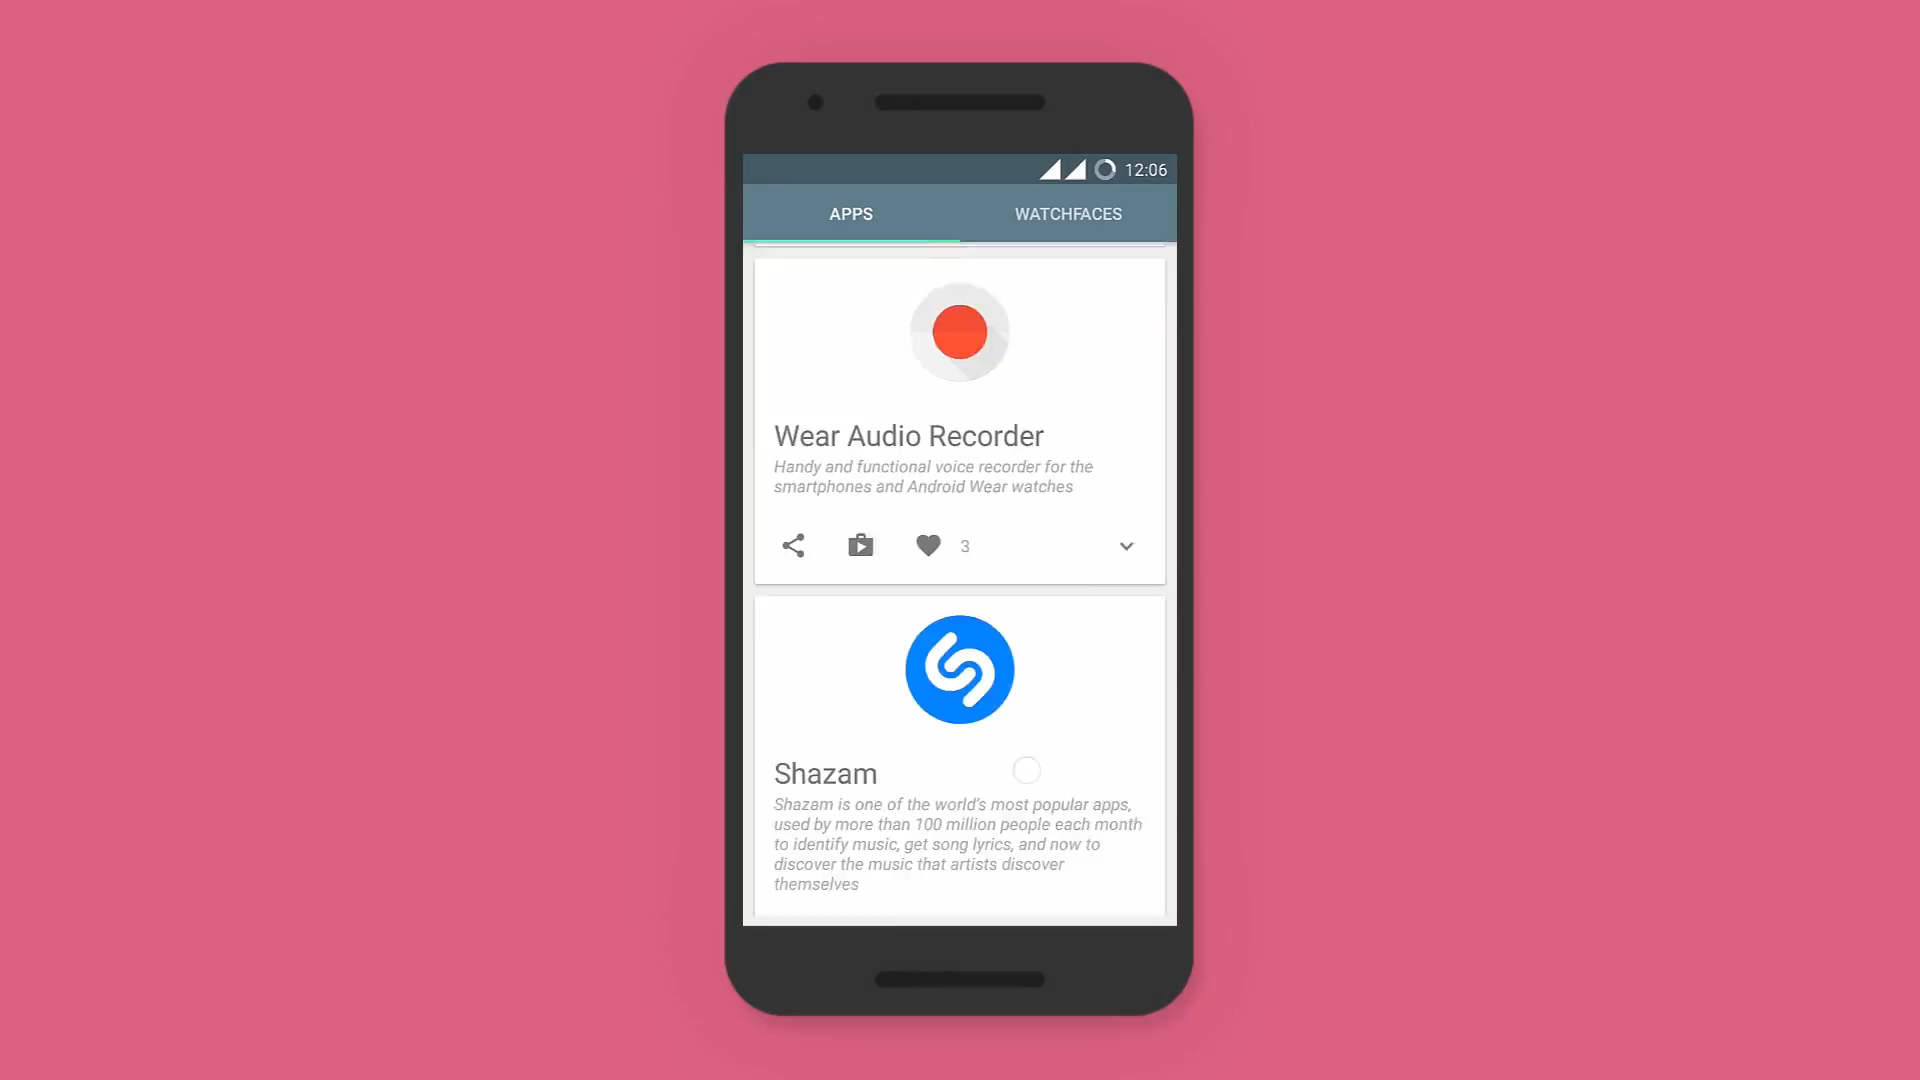 12:06
APPS
WATCHFACES
Wear Audio Recorder
Handy and functional voice recorder for the
smartphones and Android Wear watches
3
Shazam
Shazam is one of the world's most popular apps,
used by more than 100 million people each month
to identify music, get song lyrics, and now to
discover the music that artists discover
themselves